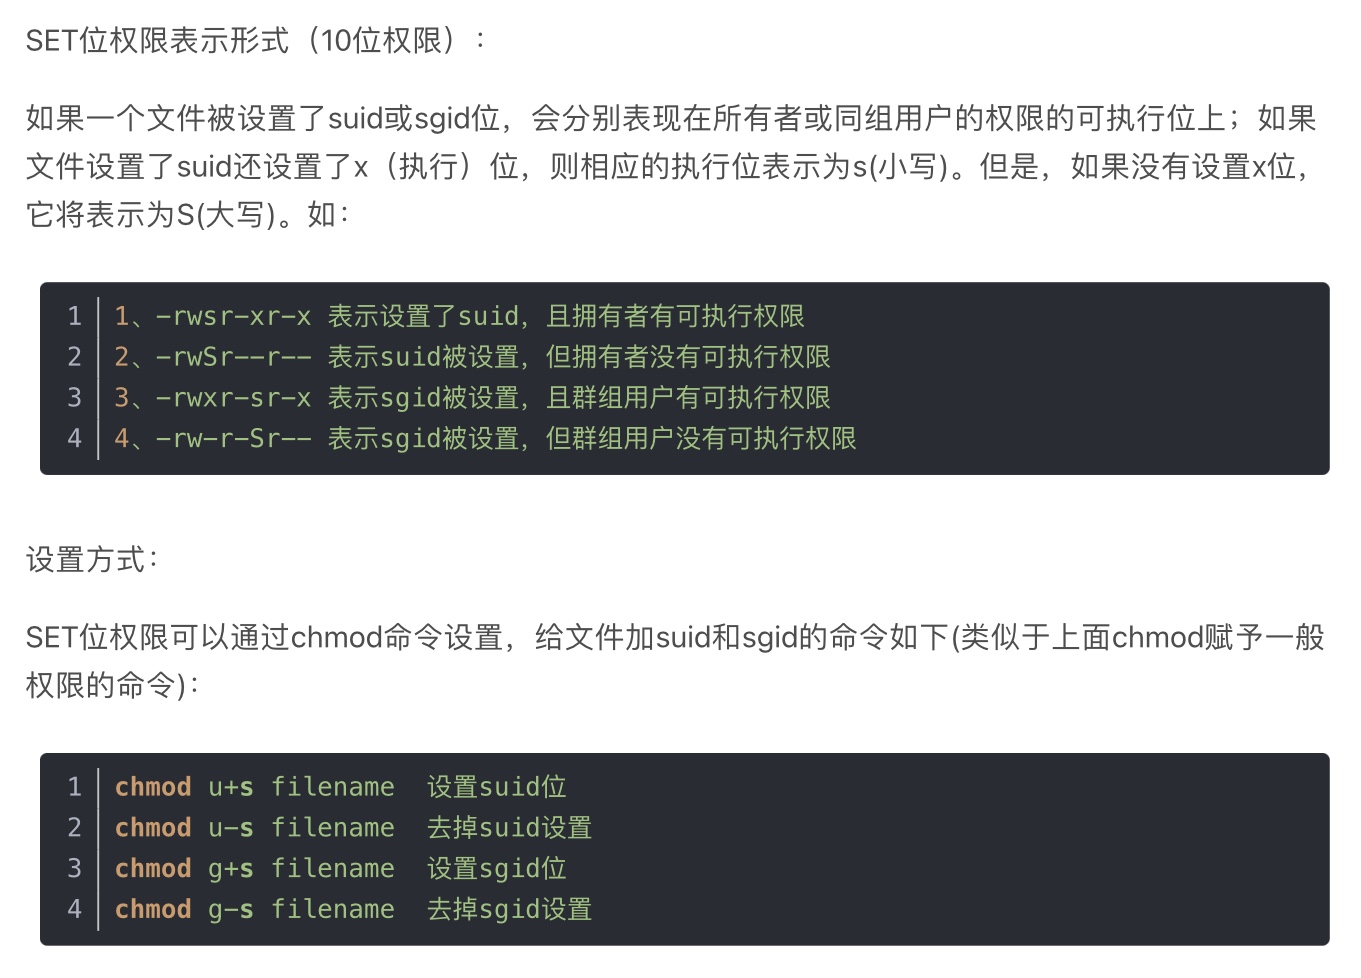 SET位权限表示形式（10位权限）：
如果一个文件被设置了suid或sgid位，会分别表现在所有者或同组用户的权限的可执行位上；如果
文件设置了suid还设置了x（执行）位，则相应的执行位表示为s(小写)。但是，如果没有设置x位，
它将表示为S(大写)。如：
1 1、-rwsr-xr-x 表示设置了suid，且拥有者有可执行权限
2 2、-rwSr--r-- 表示suid被设置，但拥有者没有可执行权限
3 3、-rwxr-sr-x 表示sgid被设置，且群组用户有可执行权限
4 4、-rw-r-Sr-- 表示sgid被设置，但群组用户没有可执行权限
设置方式：
SET位权限可以通过chmod命令设置，给文件加suid和sgid的命令如下(类似于上面chmod赋予一般
权限的命令)：
1 chmod u+s filename  设置suid位
2 chmod u-s filename  去掉suid设置
3 chmod g+s filename  设置sgid位
4 chmod g-s filename  去掉sgid设置